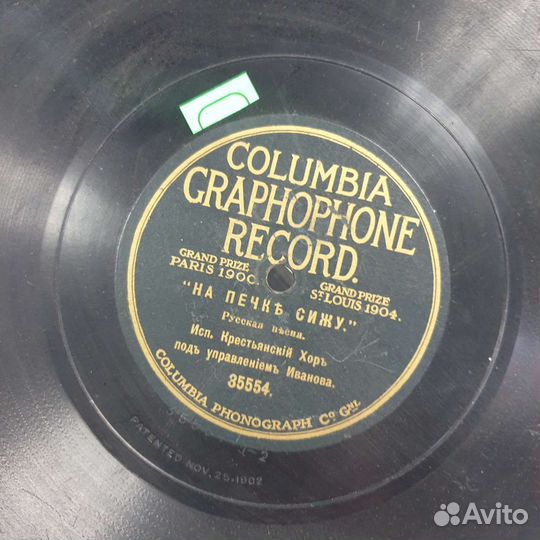 COLUMBIA
GRAPHOPHONE
RECORD.
GRAND PRIZE
PARIS 1900.
GRAND PRIZE
ST LOUIS 1904.
"НА ПЕЧКѢ СИЖУ."
Русская пѣсня.
Исп. Крестьянскій Хоръ
подъ управленіемъ Иванова.
35554.
COLUMBIA PHONOGRAPH Co. GNL
PATENTED NOV. 25. 1902
Avito